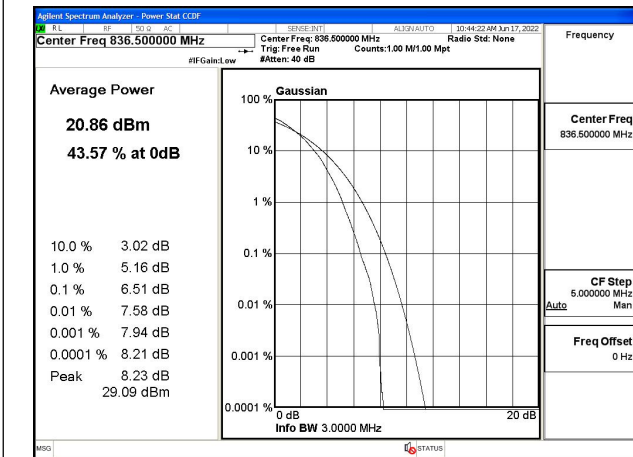 Agilent Spectrum Analyzer - Power Stat CCDF
RL RF 50 Ω AC SENSE:INT ALIGN AUTO 10:44:22 AM Jun 17, 2022
Center Freq 836.500000 MHz
Center Freq: 836.500000 MHz Radio Std: None
Trig: Free Run Counts:1.00 M/1.00 Mpt
#IFGain:Low #Atten: 40 dB
Frequency
Average Power
20.86 dBm
43.57 % at 0dB
10.0 % 3.02 dB
1.0 % 5.16 dB
0.1 % 6.51 dB
0.01 % 7.58 dB
0.001 % 7.94 dB
0.0001 % 8.21 dB
Peak 8.23 dB
29.09 dBm
Gaussian
100 %
10 %
1 %
0.1 %
0.01 %
0.001 %
0.0001 %
0 dB 20 dB
Info BW 3.0000 MHz
Center Freq
836.500000 MHz
CF Step
5.000000 MHz
Auto Man
Freq Offset
0 Hz
MSG STATUS